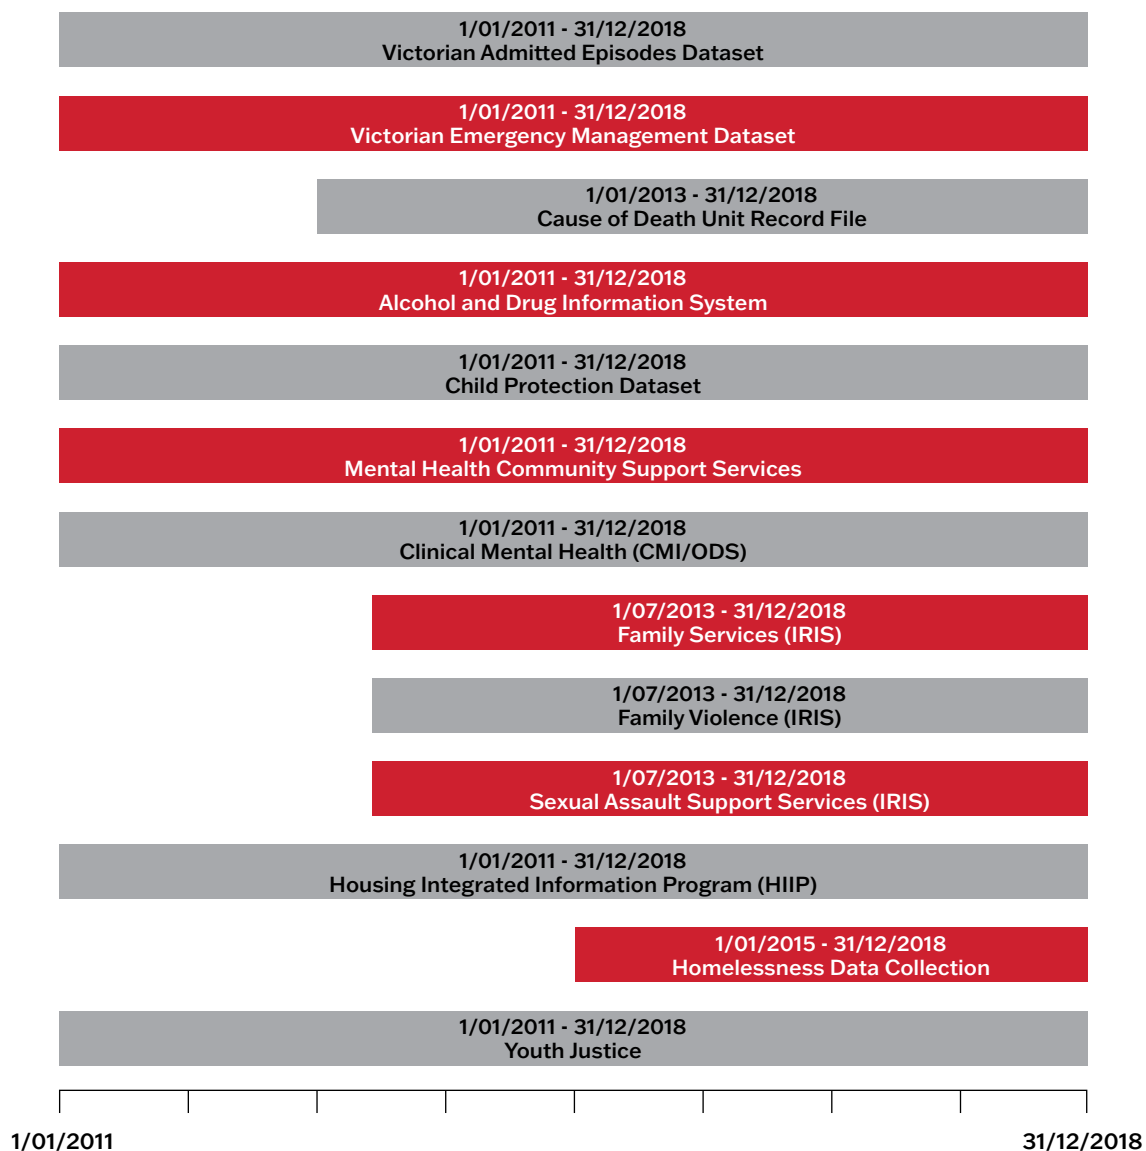 1/01/2011 - 31/12/2018
Victorian Admitted Episodes Dataset
1/01/2011 - 31/12/2018
Victorian Emergency Management Dataset
1/01/2013 - 31/12/2018
Cause of Death Unit Record File
1/01/2011 - 31/12/2018
Alcohol and Drug Information System
1/01/2011 - 31/12/2018
Child Protection Dataset
1/01/2011 - 31/12/2018
Mental Health Community Support Services
1/01/2011 - 31/12/2018
Clinical Mental Health (CMI/ODS)
1/07/2013 - 31/12/2018
Family Services (IRIS)
1/07/2013 - 31/12/2018
Family Violence (IRIS)
1/07/2013 - 31/12/2018
Sexual Assault Support Services (IRIS)
1/01/2011 - 31/12/2018
Housing Integrated Information Program (HIIP)
1/01/2015 - 31/12/2018
Homelessness Data Collection
1/01/2011 - 31/12/2018
Youth Justice
1/01/2011
31/12/2018